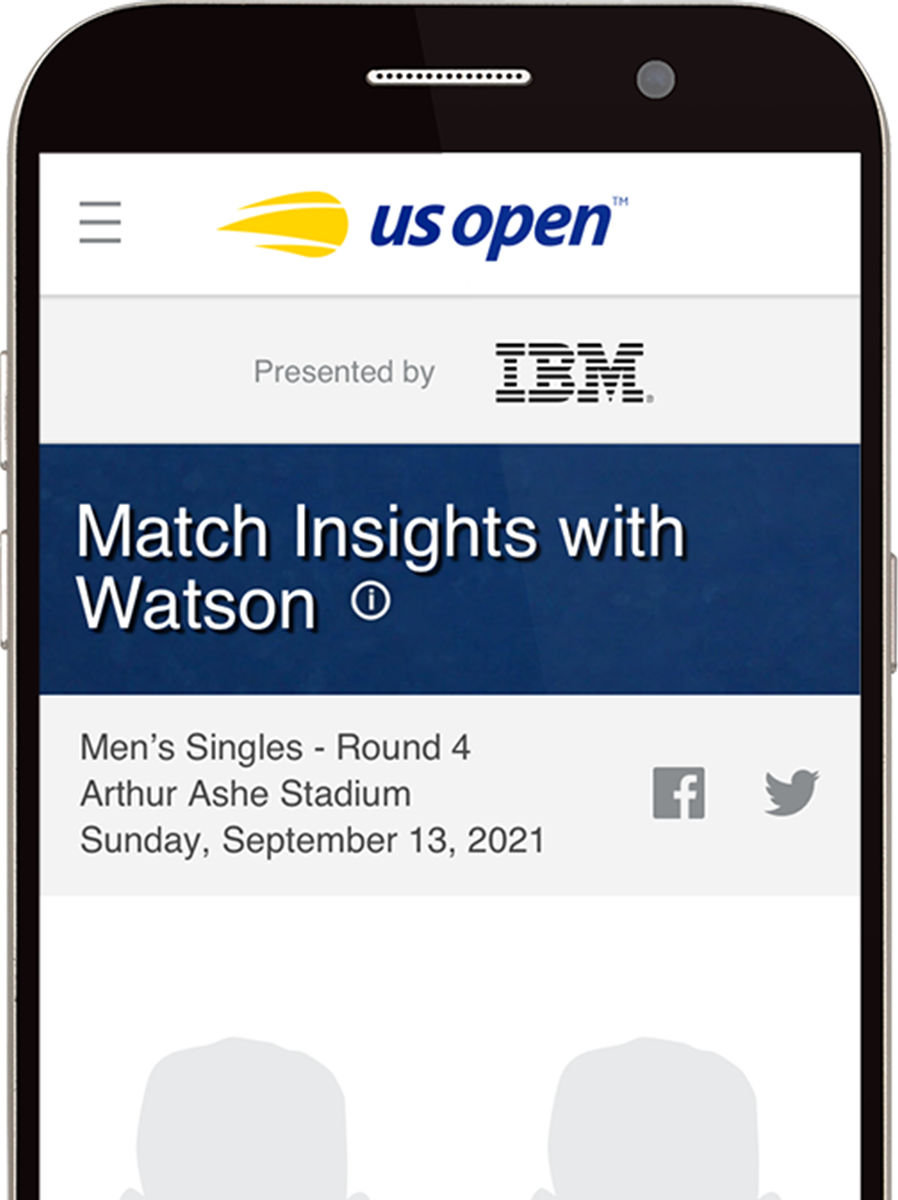 us open™
Presented by IBM®
Match Insights with
Watson
Men’s Singles - Round 4
Arthur Ashe Stadium
Sunday, September 13, 2021